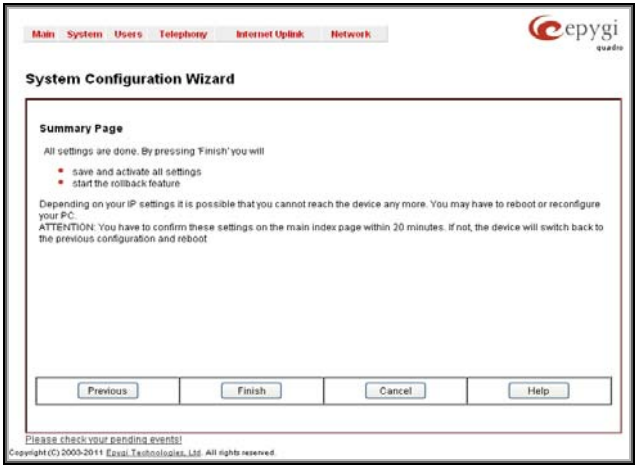 Main System Users Telephony Internet Uplink Network
epygi
quadro
System Configuration Wizard
Summary Page
All settings are done. By pressing 'Finish' you will
save and activate all settings
start the rollback feature
Depending on your IP settings it is possible that you cannot reach the device any more. You may have to reboot or reconfigure
your PC.
ATTENTION: You have to confirm these settings on the main index page within 20 minutes. If not, the device will switch back to
the previous configuration and reboot
Previous Finish Cancel Help
Please check your pending events!
Copyright (C) 2003-2011 Epygi Technologies, Ltd. All rights reserved.